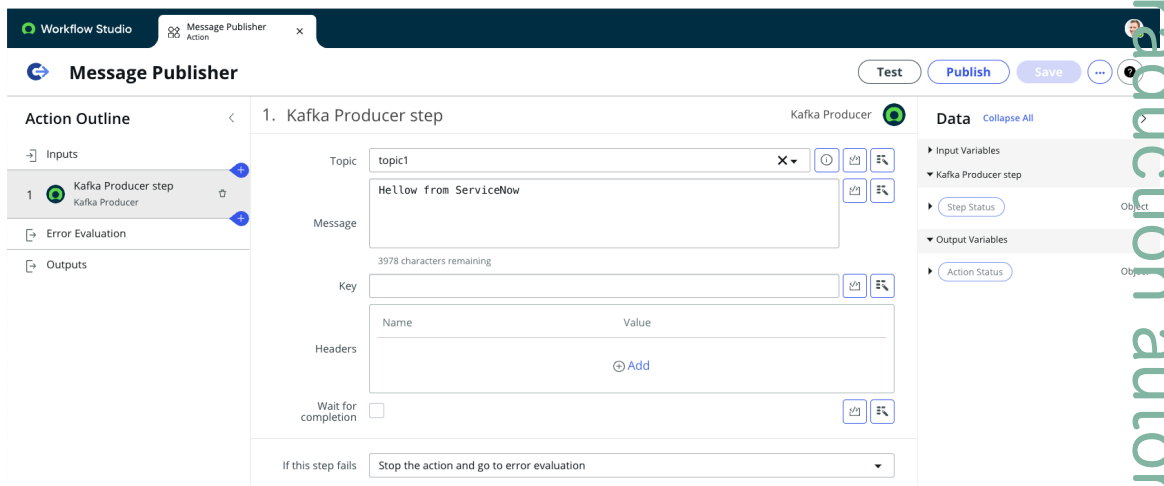 Workflow Studio
Message Publisher
Action
Message Publisher
Test
Publish
Save
Action Outline
Inputs
1
Kafka Producer step
Kafka Producer
Error Evaluation
Outputs
1. Kafka Producer step
Kafka Producer
Topic
topic1
Message
Hellow from ServiceNow
3978 characters remaining
Key
Headers
Name Value
Add
Wait for
completion
If this step fails
Stop the action and go to error evaluation
Data Collapse All
Input Variables
Kafka Producer step
Step Status Object
Output Variables
Action Status Object